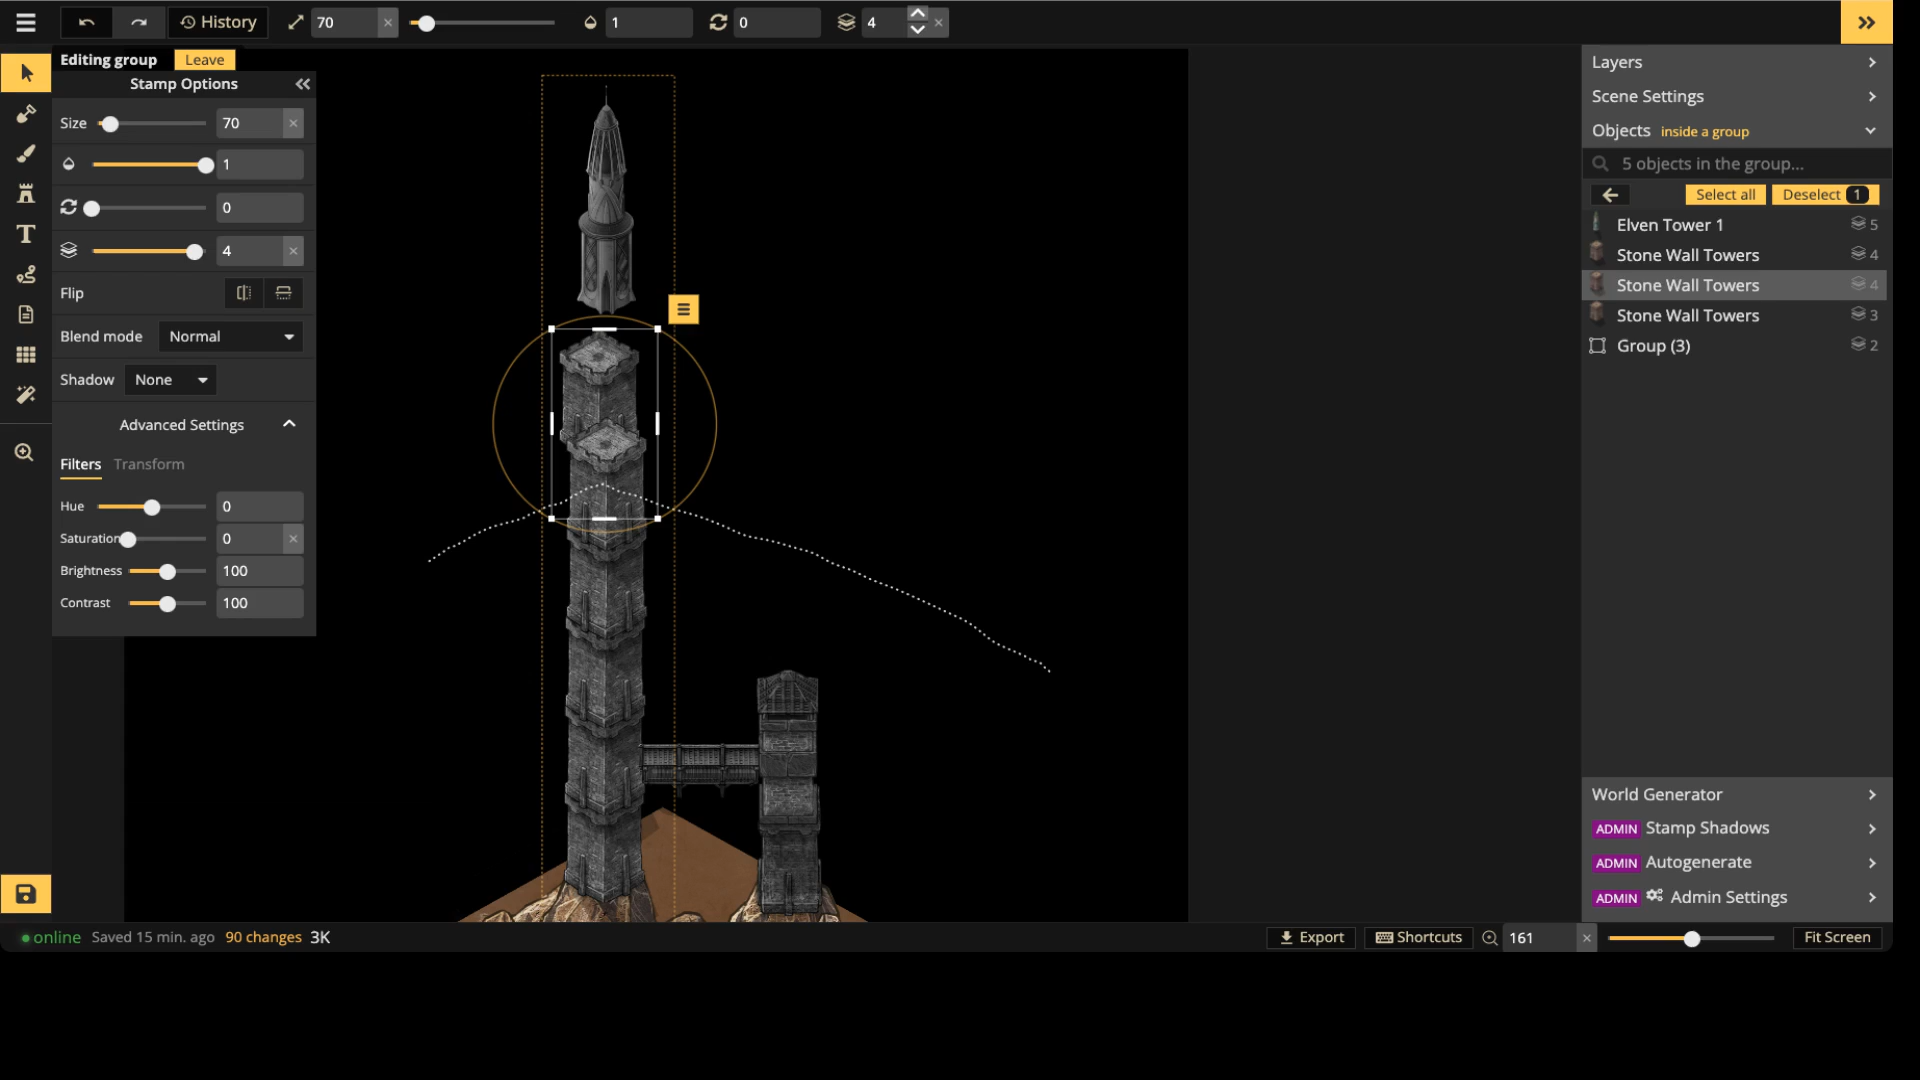 History 70 1 0 4
Editing group Leave
Stamp Options
Size 70
1
0
4
Flip
Blend mode Normal
Shadow None
Advanced Settings
Filters Transform
Hue 0
Saturation 0
Brightness 100
Contrast 100
Layers
Scene Settings
Objects inside a group
5 objects in the group...
Select all Deselect 1
Elven Tower 1 5
Stone Wall Towers 4
Stone Wall Towers 4
Stone Wall Towers 3
Group (3) 2
World Generator
ADMIN Stamp Shadows
ADMIN Autogenerate
ADMIN Admin Settings
online Saved 15 min. ago 90 changes 3K
Export Shortcuts 161 Fit Screen